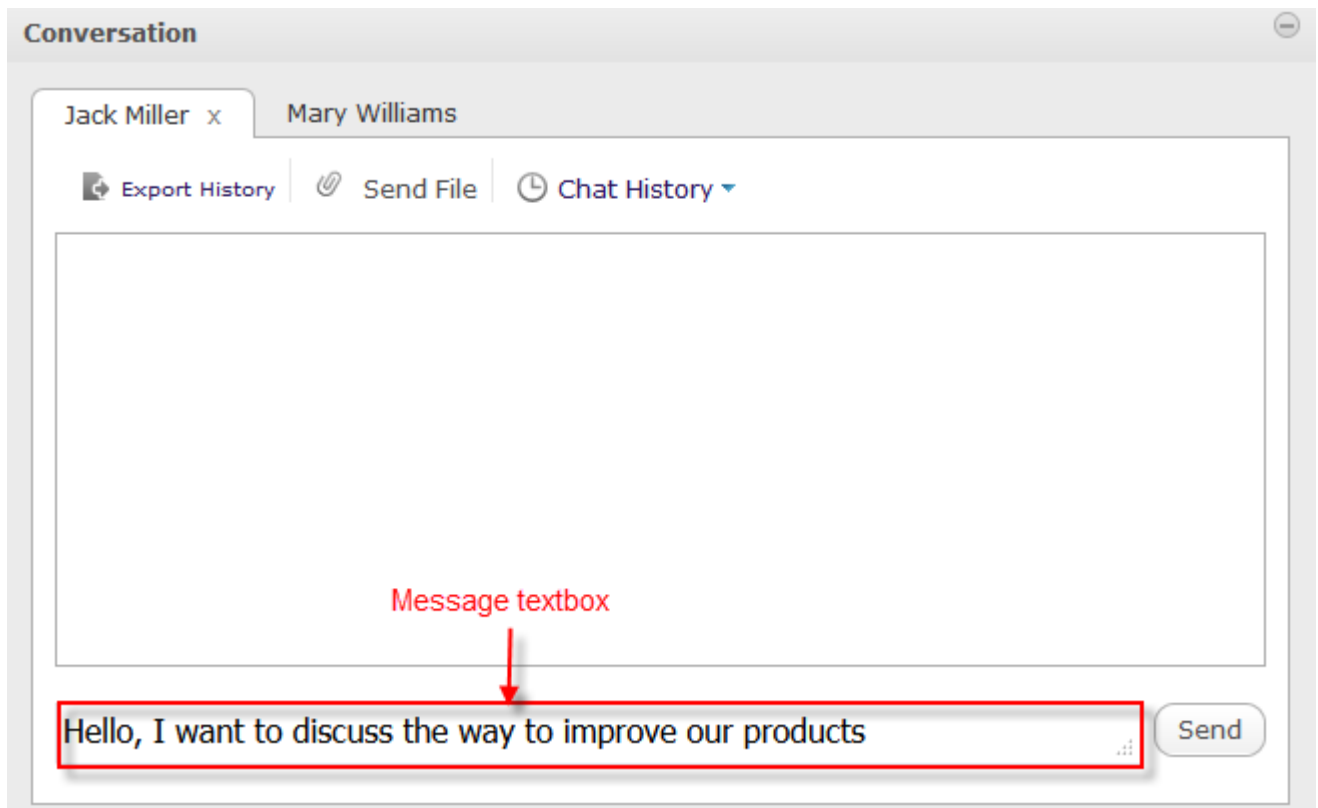 Conversation
Jack Miller x Mary Williams
Export History Send File Chat History
Message textbox
Hello, I want to discuss the way to improve our products Send